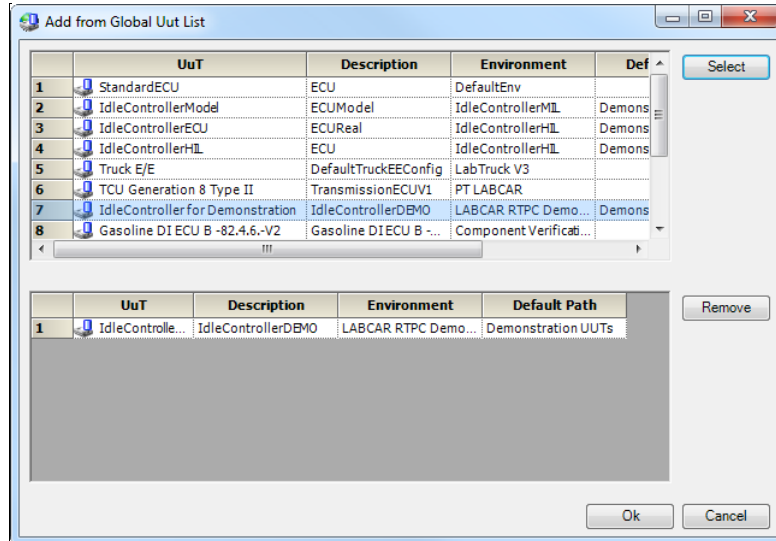 Add from Global Uut List
UuT Description Environment Def
Select
1 StandardECU ECU DefaultEnv
2 IdleControllerModel ECUModel IdleControllerMIL Demons
3 IdleControllerECU ECUReal IdleControllerHIL Demons
4 IdleControllerHIL ECU IdleControllerHIL Demons
5 Truck E/E DefaultTruckEEConfig LabTruck V3
6 TCU Generation 8 Type II TransmissionECUV1 PT LABCAR
7 IdleController for Demonstration IdleControllerDEMO LABCAR RTPC Demo... Demons
8 Gasoline DI ECU B -82.4.6.-V2 Gasoline DI ECU B -... Component Verificati...
UuT Description Environment Default Path
Remove
1 IdleControlle... IdleControllerDEMO LABCAR RTPC Demo... Demonstration UUTs
Ok Cancel